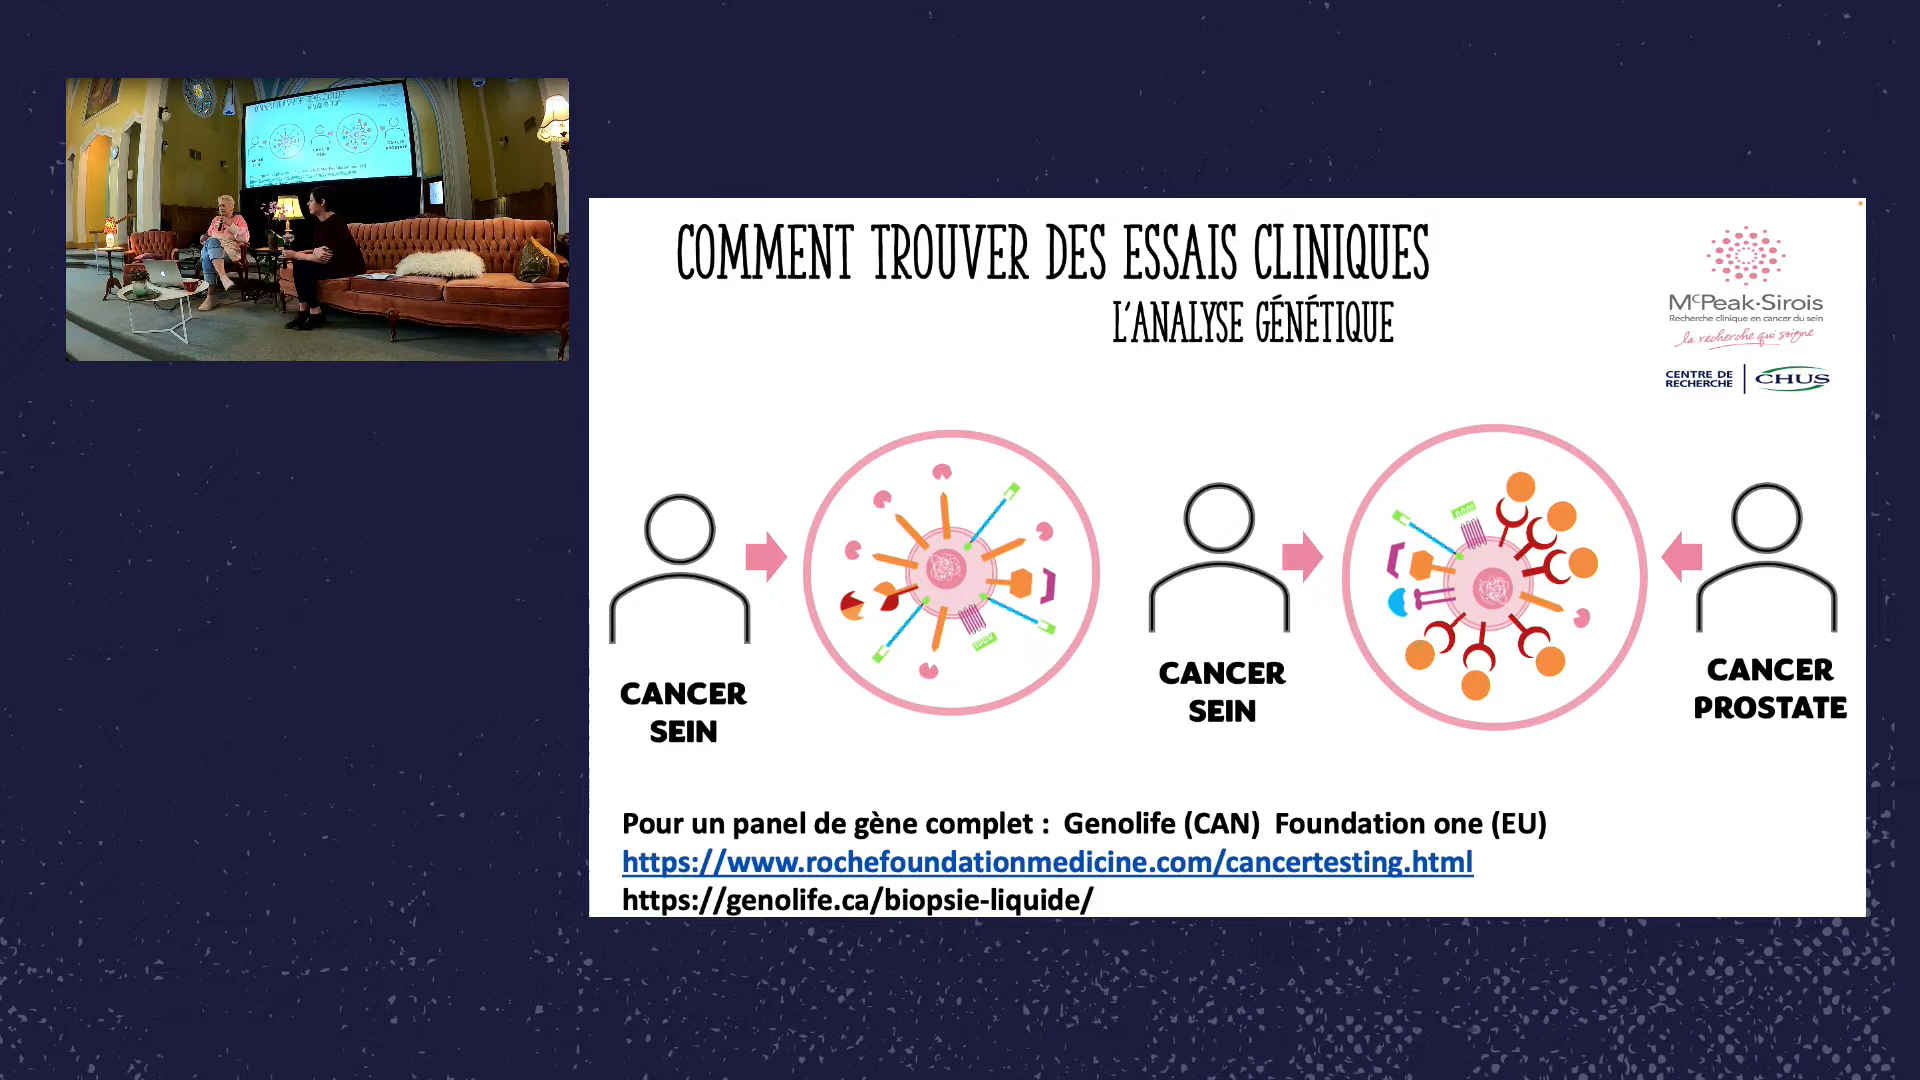 COMMENT TROUVER DES ESSAIS CLINIQUES
L'ANALYSE GÉNÉTIQUE
McPeak·Sirois
Recherche clinique en cancer du sein
la recherche qui soigne
CENTRE DE
RECHERCHE
CHUS
CANCER
SEIN
CANCER
SEIN
CANCER
PROSTATE
Pour un panel de gène complet : Genolife (CAN) Foundation one (EU)
https://www.rochefoundationmedicine.com/cancertesting.html
https://genolife.ca/biopsie-liquide/